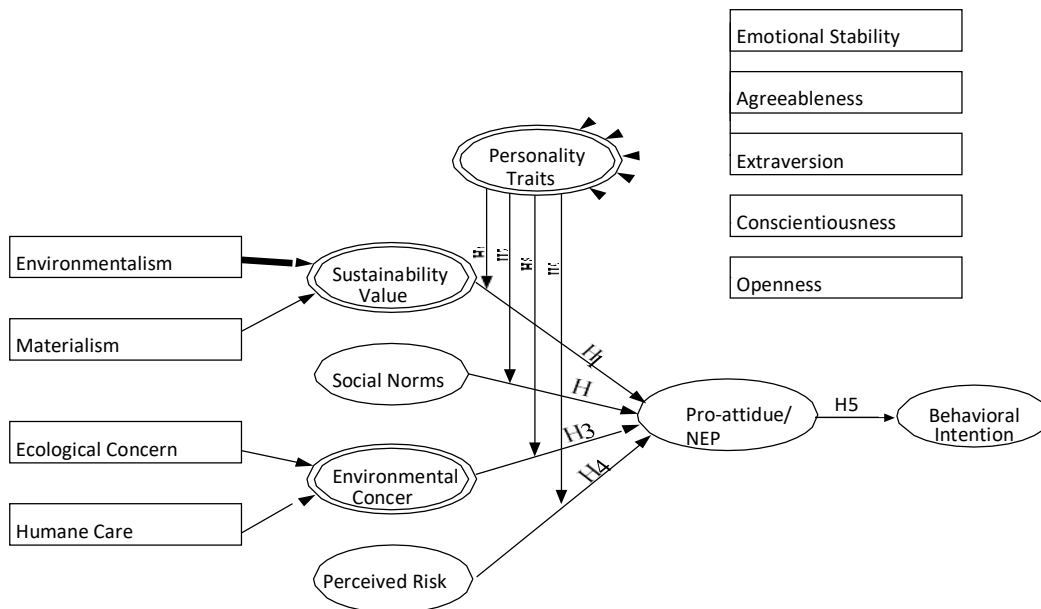 Emotional Stability
Agreeableness
Personality
Traits
Extraversion
Conscientiousness
Environmentalism
Sustainability
Value
Openness
Materialism
H1
Social Norms
H
Pro-attidue/
NEP
H5
Behavioral
Intention
H3
Ecological Concern
Environmental
Concer
H4
Humane Care
Perceived Risk